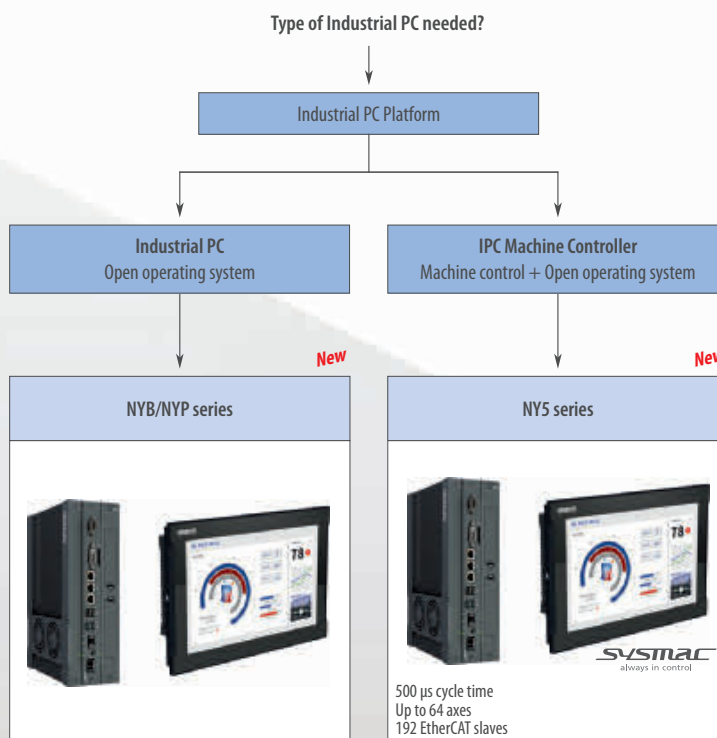 Type of Industrial PC needed?
Industrial PC Platform
Industrial PC
Open operating system
IPC Machine Controller
Machine control + Open operating system
New
New
NYB/NYP series
NY5 series
78
78
sysmac
always in control
500 µs cycle time
Up to 64 axes
192 EtherCAT slaves